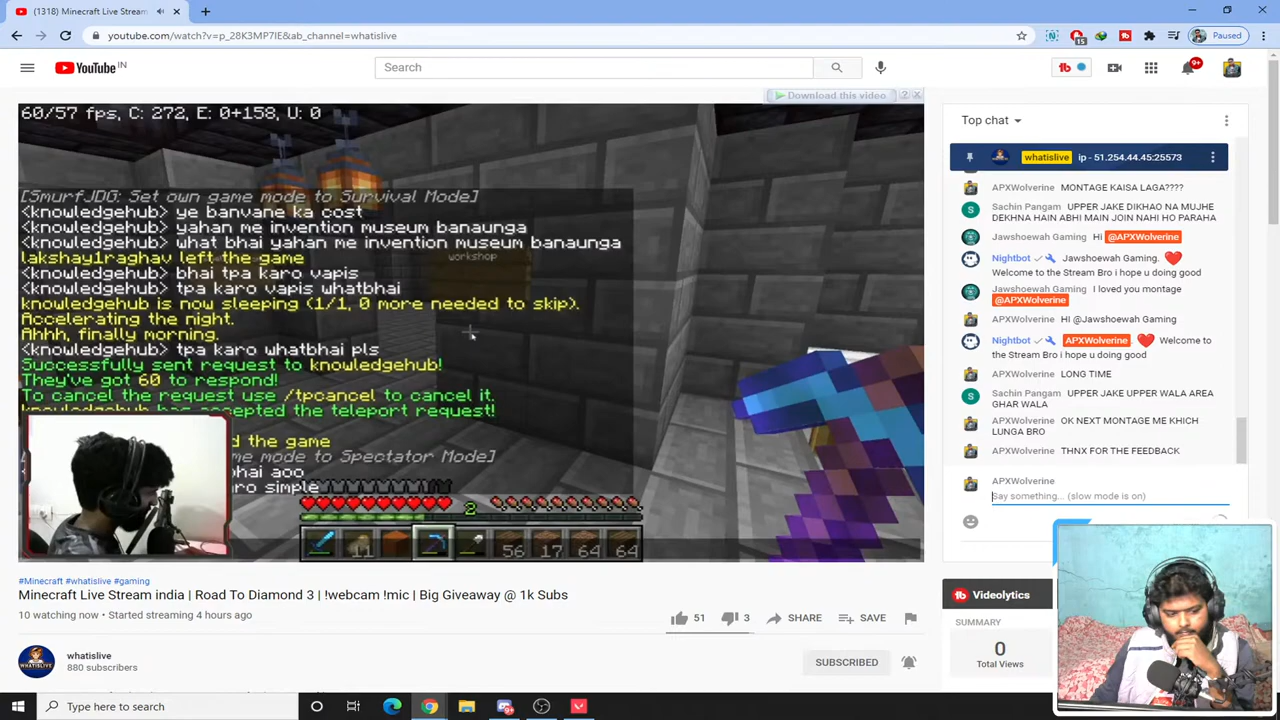 (1318) Minecraft Live Stream
youtube.com/watch?v=p_28K3MP7IE&ab_channel=whatislive
15
Paused
YouTube IN
Search
9+
Download this video
60/57 fps, C: 272, E: 0+158, U: 0
[SmurfJDG: Set own game mode to Survival Mode]
<knowledgehub> ye banvane ka cost
<knowledgehub> yahan me invention museum banaunga
<knowledgehub> what bhai yahan me invention museum banaunga
lakshay1raghav left the game
workshop
<knowledgehub> bhai tpa karo vapis
<knowledgehub> tpa karo vapis whatbhai
knowledgehub is now sleeping (1/1, 1 more needed to skip).
Accelerating the night.
Ahhh, finally morning.
<knowledgehub> tpa karo whatbhai pls
Successfully sent request to knowledgehub!
They've got 60 to respond!
To cancel the request use /tpcancel to cancel it.
knowledgehub has accepted the teleport request!
d the game
me mode to Spectator Mode]
hai aoo
ro simple
2
11
56
17
64
64
Top chat
whatislive ip - 51.254.44.45:25573
APXWolverine MONTAGE KAISA LAGA????
S Sachin Pangam UPPER JAKE DIKHAO NA MUJHE
DEKHNA HAIN ABHI MAIN JOIN NAHI HO PARAHA
Jawshoewah Gaming Hi @APXWolverine
Nightbot Jawshoewah Gaming.
Welcome to the Stream Bro i hope u doing good
Jawshoewah Gaming I loved you montage
@APXWolverine
APXWolverine HI @Jawshoewah Gaming
Nightbot APXWolverine Welcome to
the Stream Bro i hope u doing good
APXWolverine LONG TIME
S Sachin Pangam UPPER JAKE UPPER WALA AREA
GHAR WALA
APXWolverine OK NEXT MONTAGE ME KHICH
LUNGA BRO
APXWolverine THNX FOR THE FEEDBACK
APXWolverine
Say something... (slow mode is on)
#Minecraft #whatislive #gaming
Minecraft Live Stream india | Road To Diamond 3 | !webcam !mic | Big Giveaway @ 1k Subs
10 watching now • Started streaming 4 hours ago
51
3
SHARE
SAVE
whatislive
880 subscribers
SUBSCRIBED
Videolytics
SUMMARY
0
Total Views
Type here to search